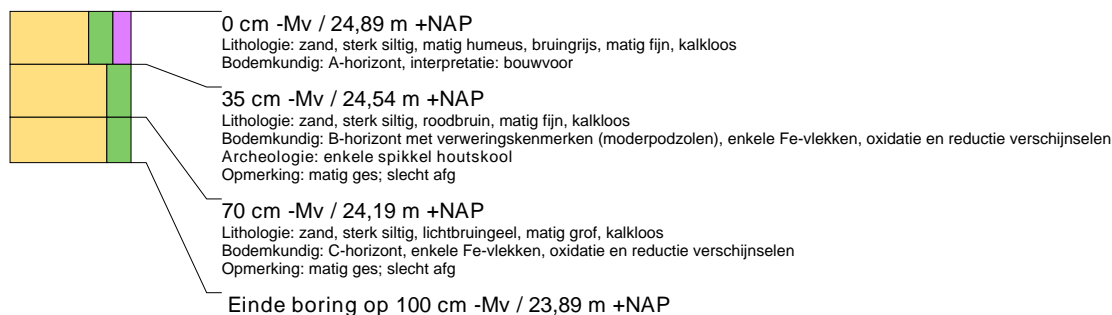 0 cm -Mv / 24,89 m +NAP
Lithologie: zand, sterk siltig, matig humeus, bruingrijs, matig fijn, kalkloos
Bodemkundig: A-horizont, interpretatie: bouwvoor
35 cm -Mv / 24,54 m +NAP
Lithologie: zand, sterk siltig, roodbruin, matig fijn, kalkloos
Bodemkundig: B-horizont met verweringskenmerken (moderpodzolen), enkele Fe-vlekken, oxidatie en reductie verschijnselen
Archeologie: enkele spikkel houtskool
Opmerking: matig ges; slecht afg
70 cm -Mv / 24,19 m +NAP
Lithologie: zand, sterk siltig, lichtbruingeel, matig grof, kalkloos
Bodemkundig: C-horizont, enkele Fe-vlekken, oxidatie en reductie verschijnselen
Opmerking: matig ges; slecht afg
Einde boring op 100 cm -Mv / 23,89 m +NAP